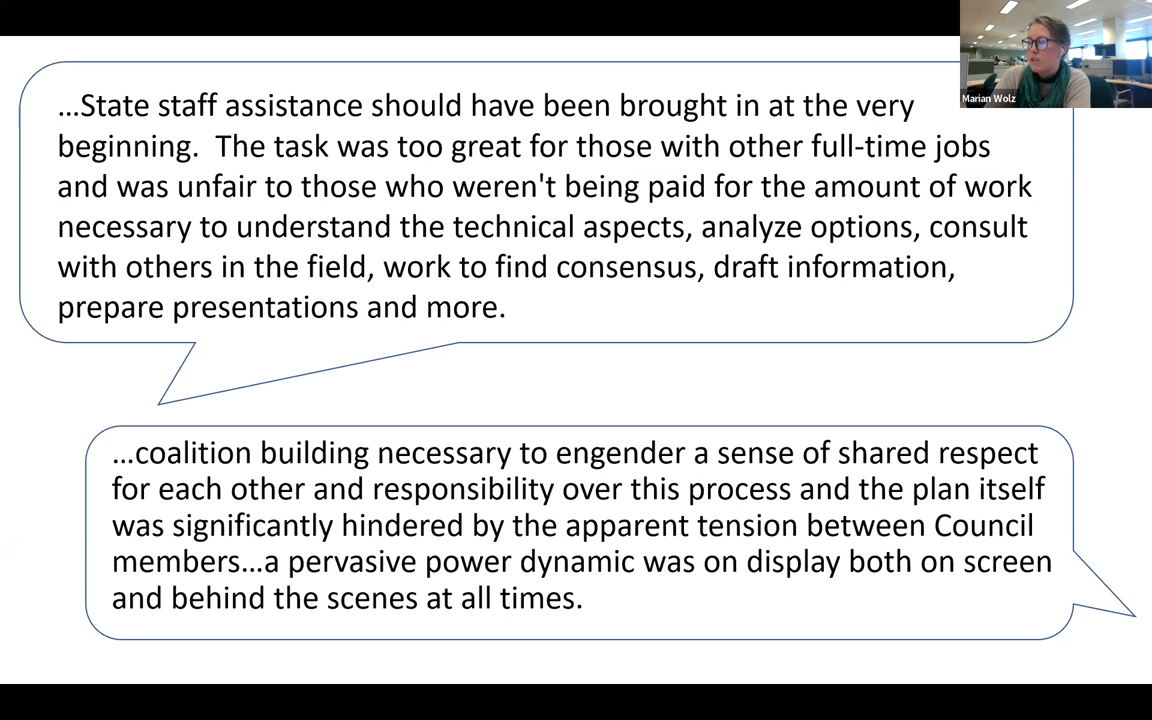 ...State staff assistance should have been brought in at the very
beginning.  The task was too great for those with other full-time jobs
and was unfair to those who weren't being paid for the amount of work
necessary to understand the technical aspects, analyze options, consult
with others in the field, work to find consensus, draft information,
prepare presentations and more.
...coalition building necessary to engender a sense of shared respect
for each other and responsibility over this process and the plan itself
was significantly hindered by the apparent tension between Council
members...a pervasive power dynamic was on display both on screen
and behind the scenes at all times.
Marian Wolz